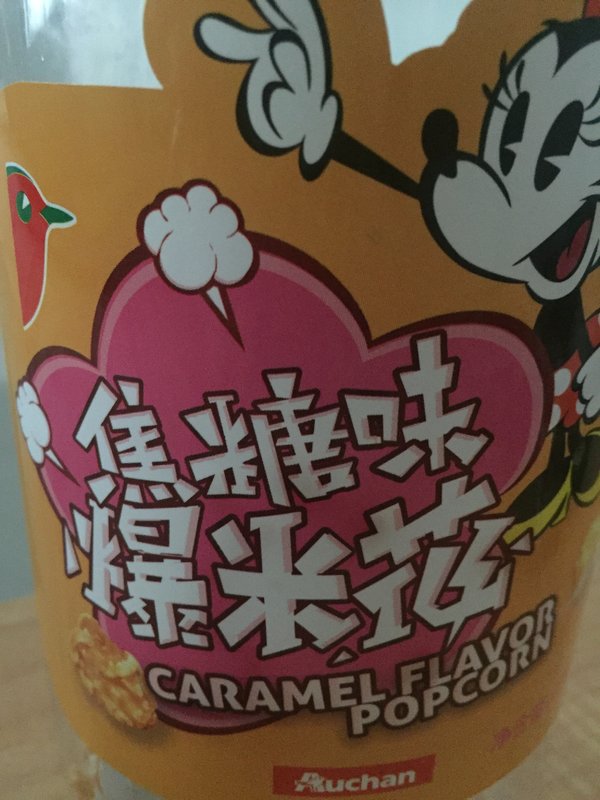 焦糖味
爆米花
CARAMEL FLAVOR
POPCORN
Auchan